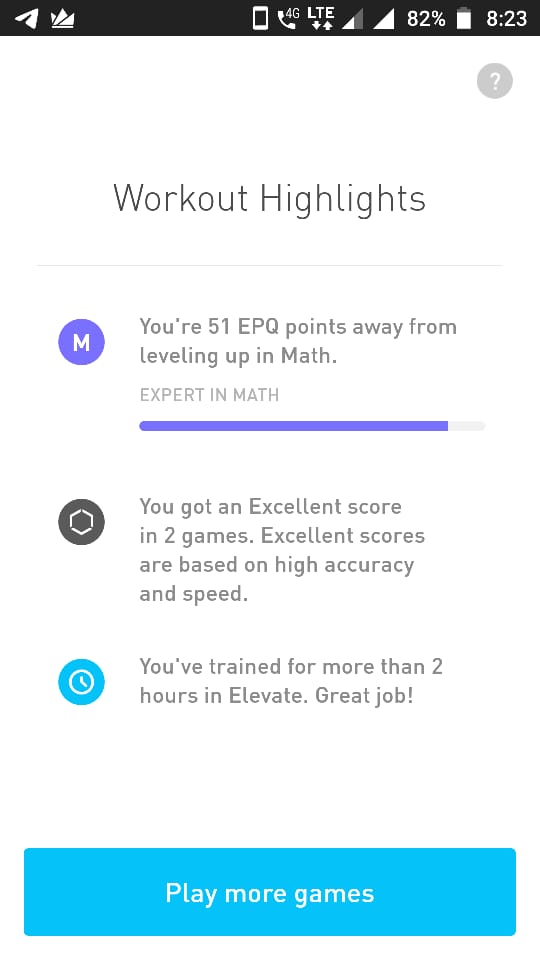 4G LTE 82% 8:23
?
Workout Highlights
M
You're 51 EPQ points away from
leveling up in Math.
EXPERT IN MATH
You got an Excellent score
in 2 games. Excellent scores
are based on high accuracy
and speed.
You've trained for more than 2
hours in Elevate. Great job!
Play more games